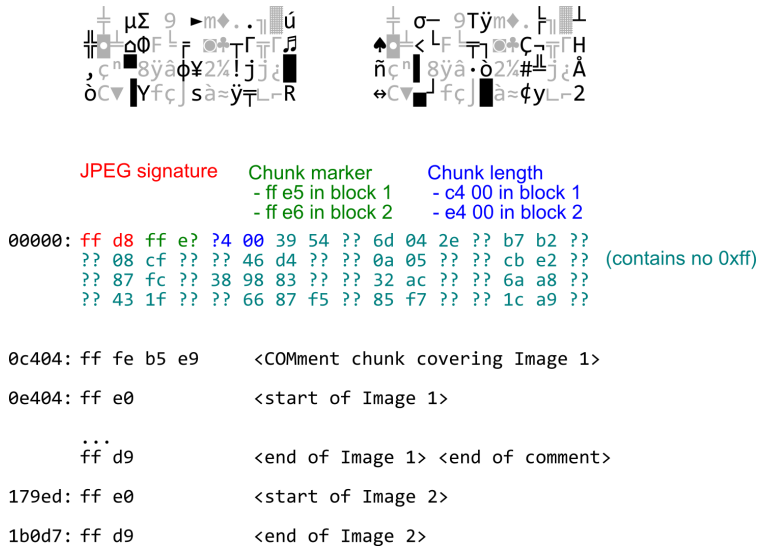 JPEG signature Chunk marker Chunk length
- ff e5 in block 1 - c4 00 in block 1
- ff e6 in block 2 - e4 00 in block 2
00000: ff d8 ff e? ?4 00 39 54 ?? 6d 04 2e ?? b7 b2 ??
?? 08 cf ?? ?? 46 d4 ?? ?? 0a 05 ?? ?? cb e2 ?? (contains no 0xff)
?? 87 fc ?? 38 98 83 ?? ?? 32 ac ?? ?? 6a a8 ??
?? 43 1f ?? ?? 66 87 f5 ?? 85 f7 ?? ?? 1c a9 ??
0c404: ff fe b5 e9 <COMment chunk covering Image 1>
0e404: ff e0 <start of Image 1>
...
ff d9 <end of Image 1> <end of comment>
179ed: ff e0 <start of Image 2>
1b0d7: ff d9 <end of Image 2>